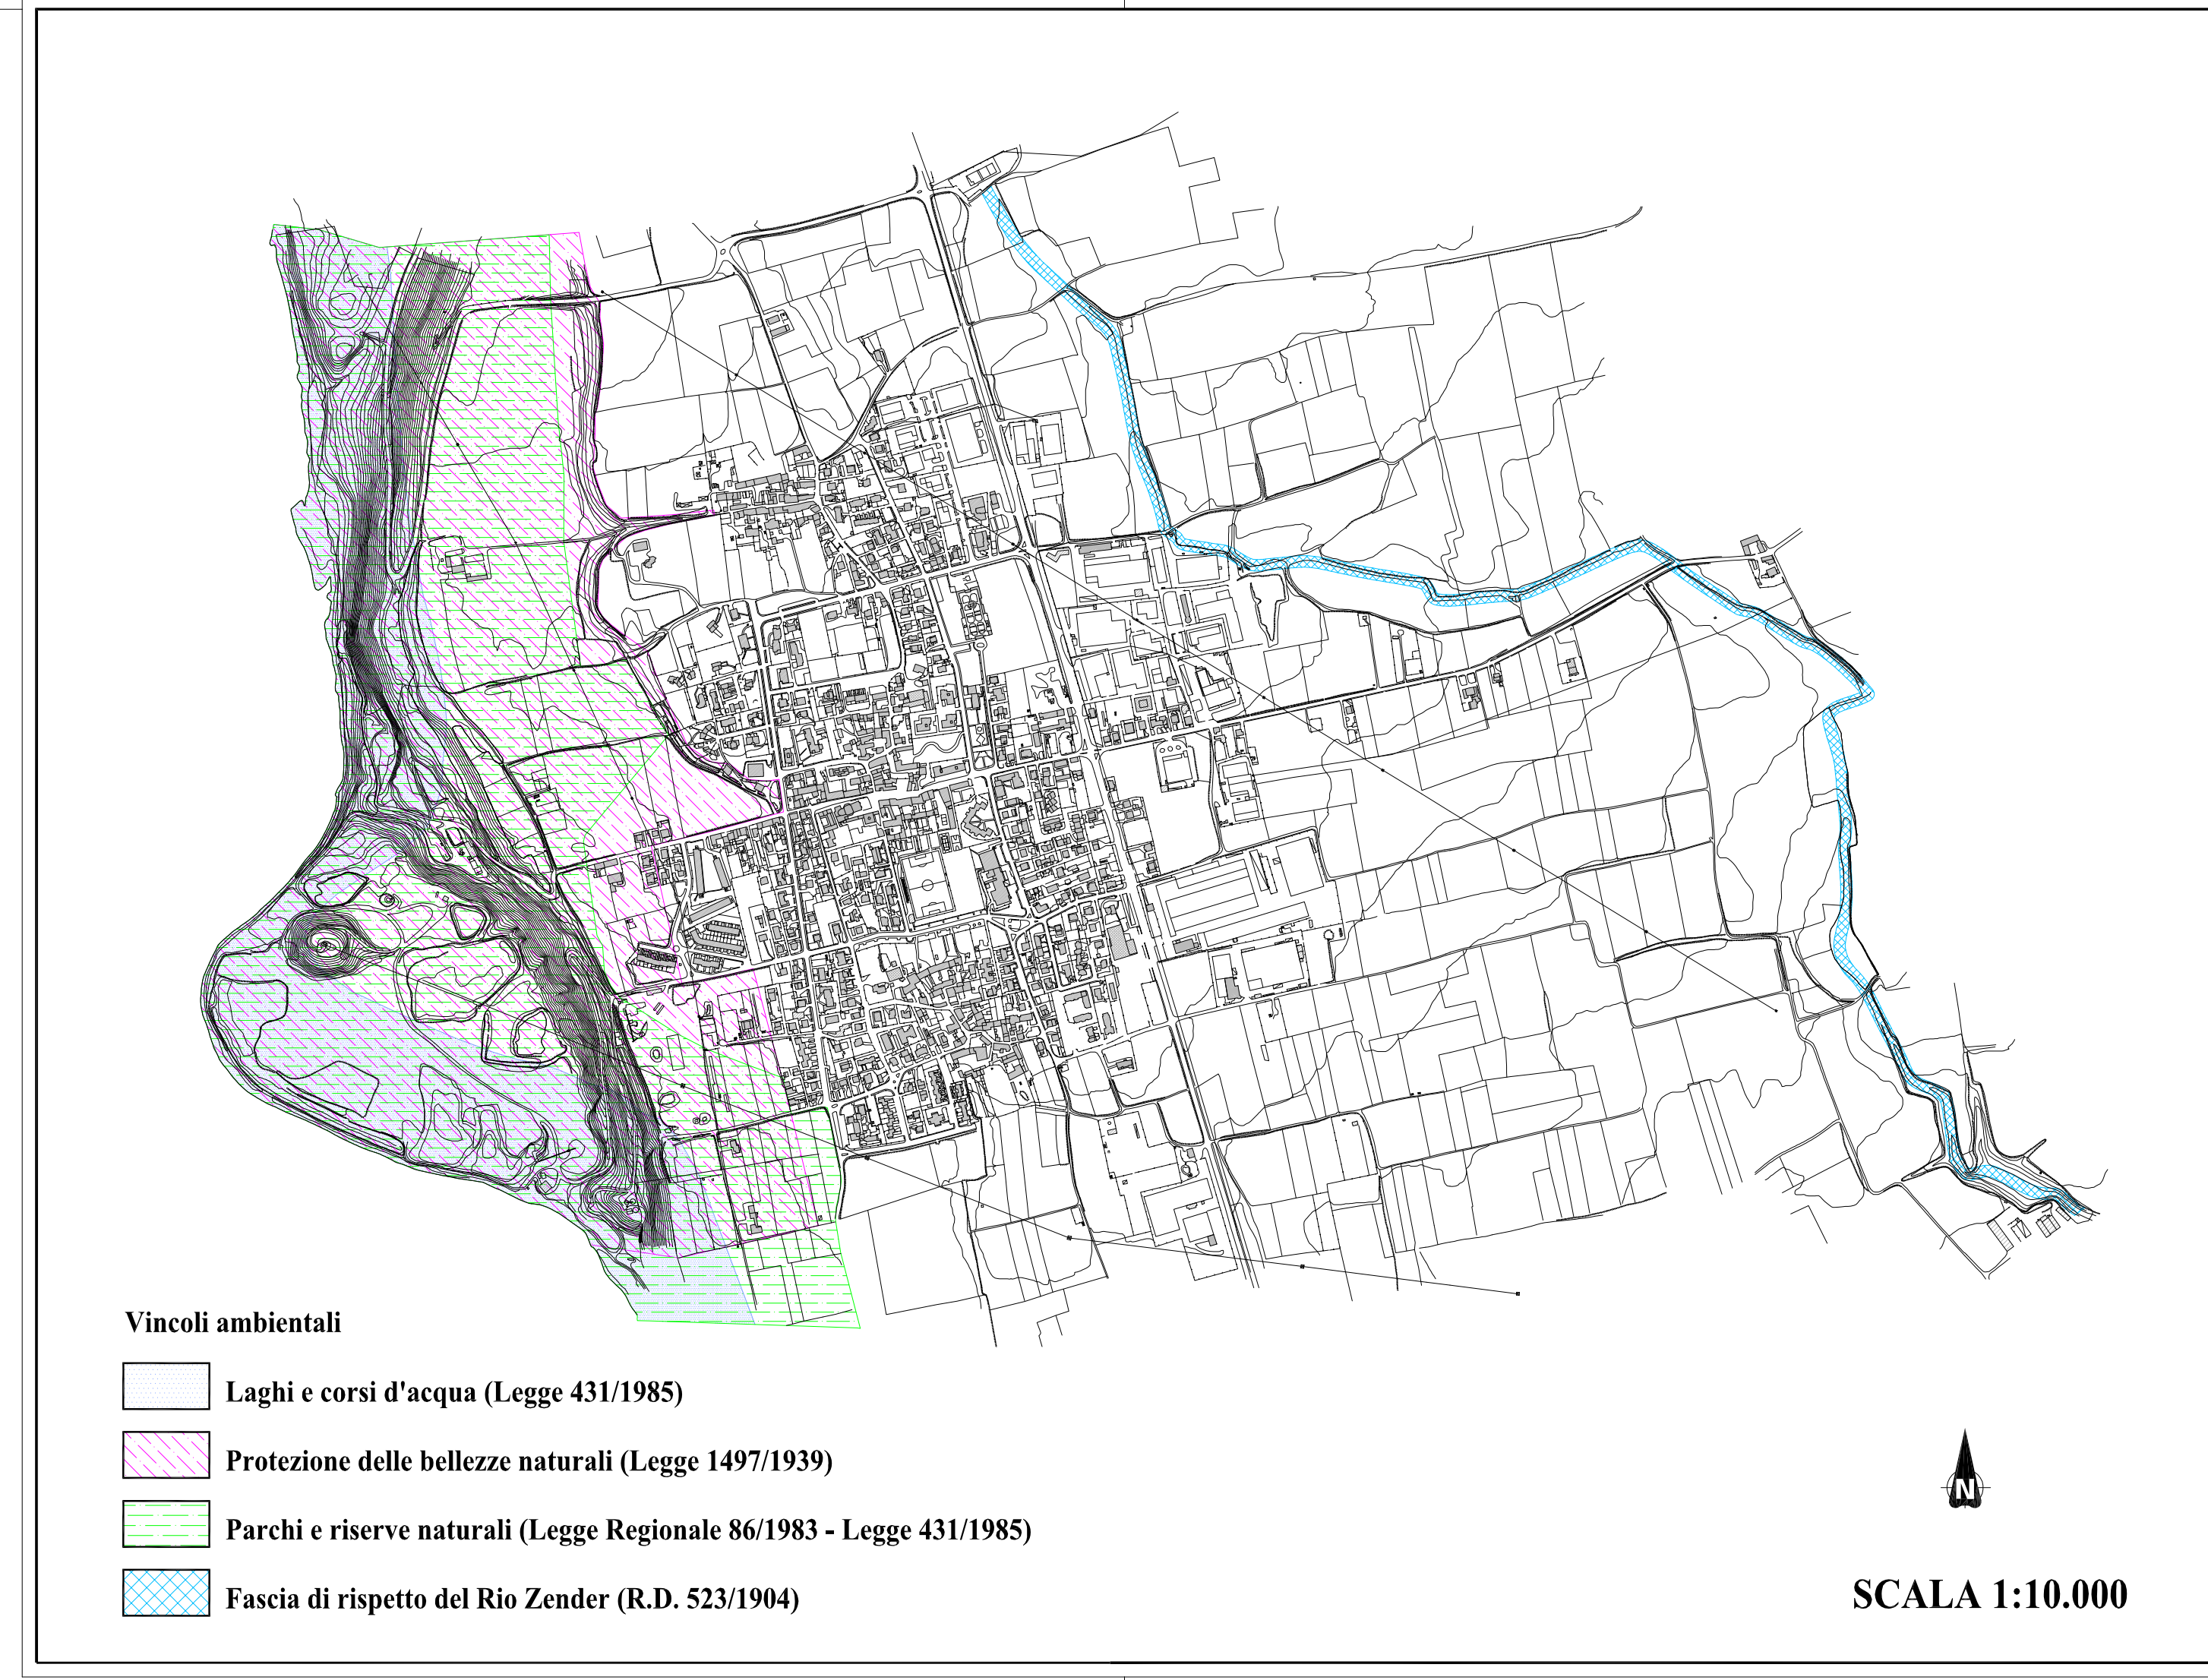 Vincoli ambientali
Laghi e corsi d'acqua (Legge 431/1985)
Protezione delle bellezze naturali (Legge 1497/1939)
Parchi e riserve naturali (Legge Regionale 86/1983 - Legge 431/1985)
Fascia di rispetto del Rio Zender (R.D. 523/1904)
N
SCALA 1:10.000